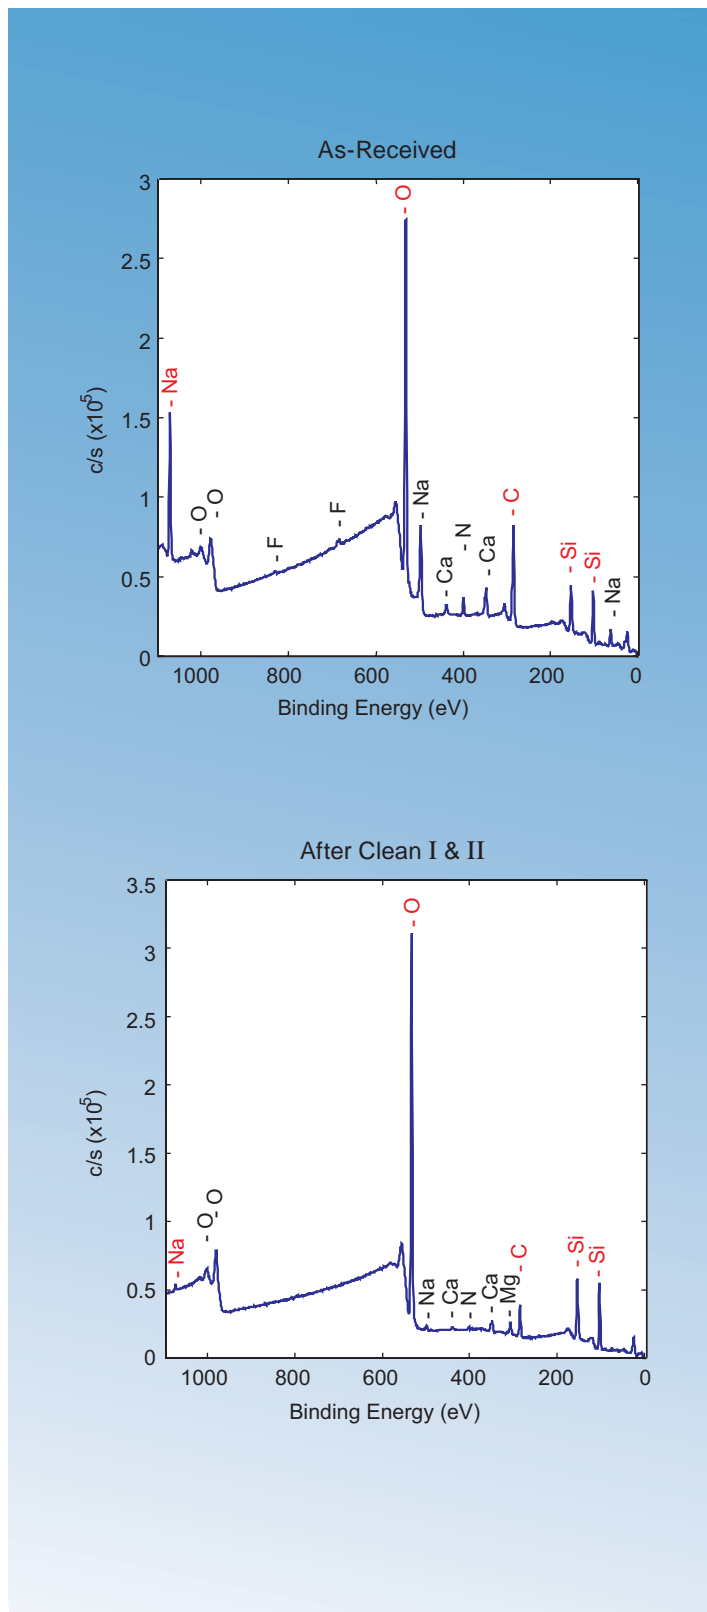 As-Received
3
2.5
2
1.5
1
0.5
0
c/s (x10⁵)
- Na
- O
- O
- F
- F
- O
- Na
- Ca
- N
- Ca
- C
- Si
- Si
- Na
1000 800 600 400 200 0
Binding Energy (eV)
After Clean I & II
3.5
3
2.5
2
1.5
1
0.5
0
c/s (x10⁵)
- Na
- O
- O
- O
- Na
- Ca
- N
- Ca
- Mg
- C
- Si
- Si
1000 800 600 400 200 0
Binding Energy (eV)